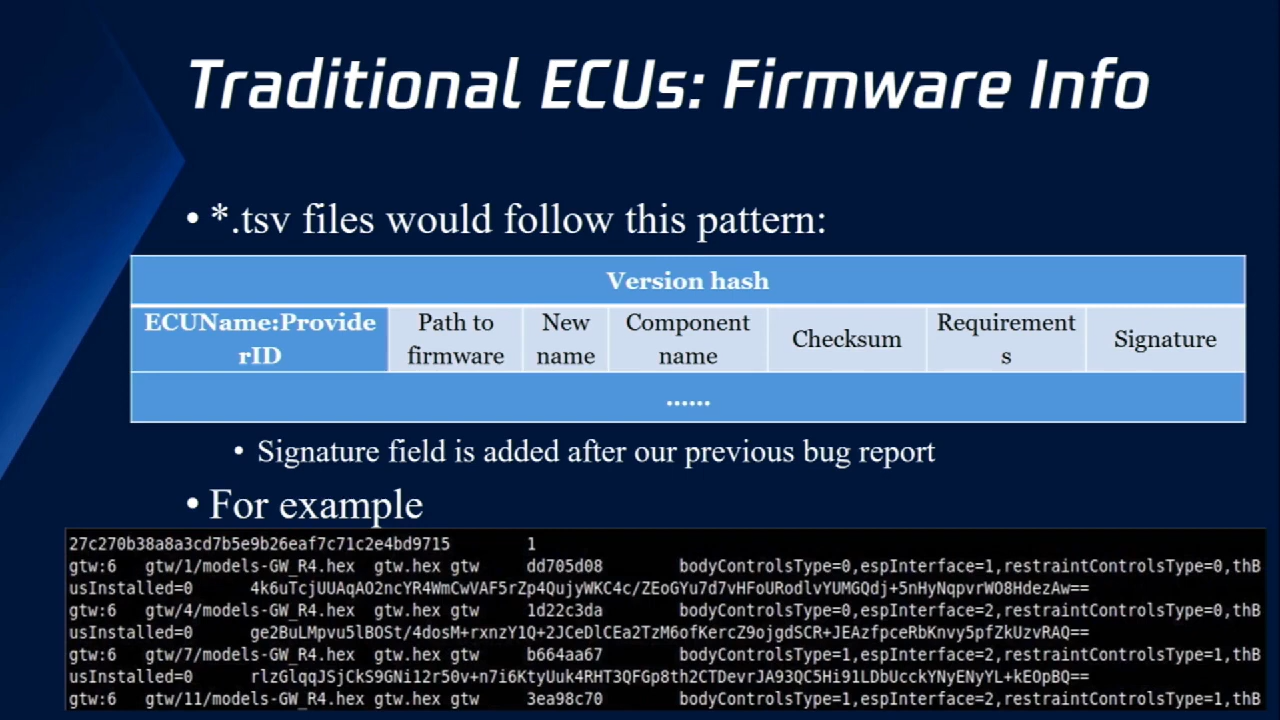 Traditional ECUs: Firmware Info
• *.tsv files would follow this pattern:
Version hash
ECUName:Provide
rID
Path to
firmware
New
name
Component
name
Checksum
Requirement
s
Signature
......
• Signature field is added after our previous bug report
• For example
27c270b38a8a3cd7b5e9b26eaf7c71c2e4bd9715 1
gtw:6 gtw/1/models-GW_R4.hex gtw.hex gtw dd705d08 bodyControlsType=0,espInterface=1,restraintControlsType=0,thB
usInstalled=0 4k6uTcjUUAqAO2ncYR4WmCwVAF5rZp4QujyWKC4c/ZEoGYu7d7vHFoURodlvYUMGQdj+5nHyNqpvrWO8HdezAw==
gtw:6 gtw/4/models-GW_R4.hex gtw.hex gtw 1d22c3da bodyControlsType=0,espInterface=2,restraintControlsType=0,thB
usInstalled=0 ge2BuLMpvu5lBOSt/4dosM+rxnzY1Q+2JCeDlCEa2TzM6ofKercZ9ojgdSCR+JEAzfpceRbKnvy5pfZkUzvRAQ==
gtw:6 gtw/7/models-GW_R4.hex gtw.hex gtw b664aa67 bodyControlsType=1,espInterface=2,restraintControlsType=1,thB
usInstalled=0 rlzGlqqJSjCkS9GNi12r50v+n7i6KtyUuk4RHT3QFGp8th2CTDevrJA93QC5Hi91LDbUcckYNyENyYL+kEOpBQ==
gtw:6 gtw/11/models-GW_R4.hex gtw.hex gtw 3ea98c70 bodyControlsType=1,espInterface=2,restraintControlsType=1,thB